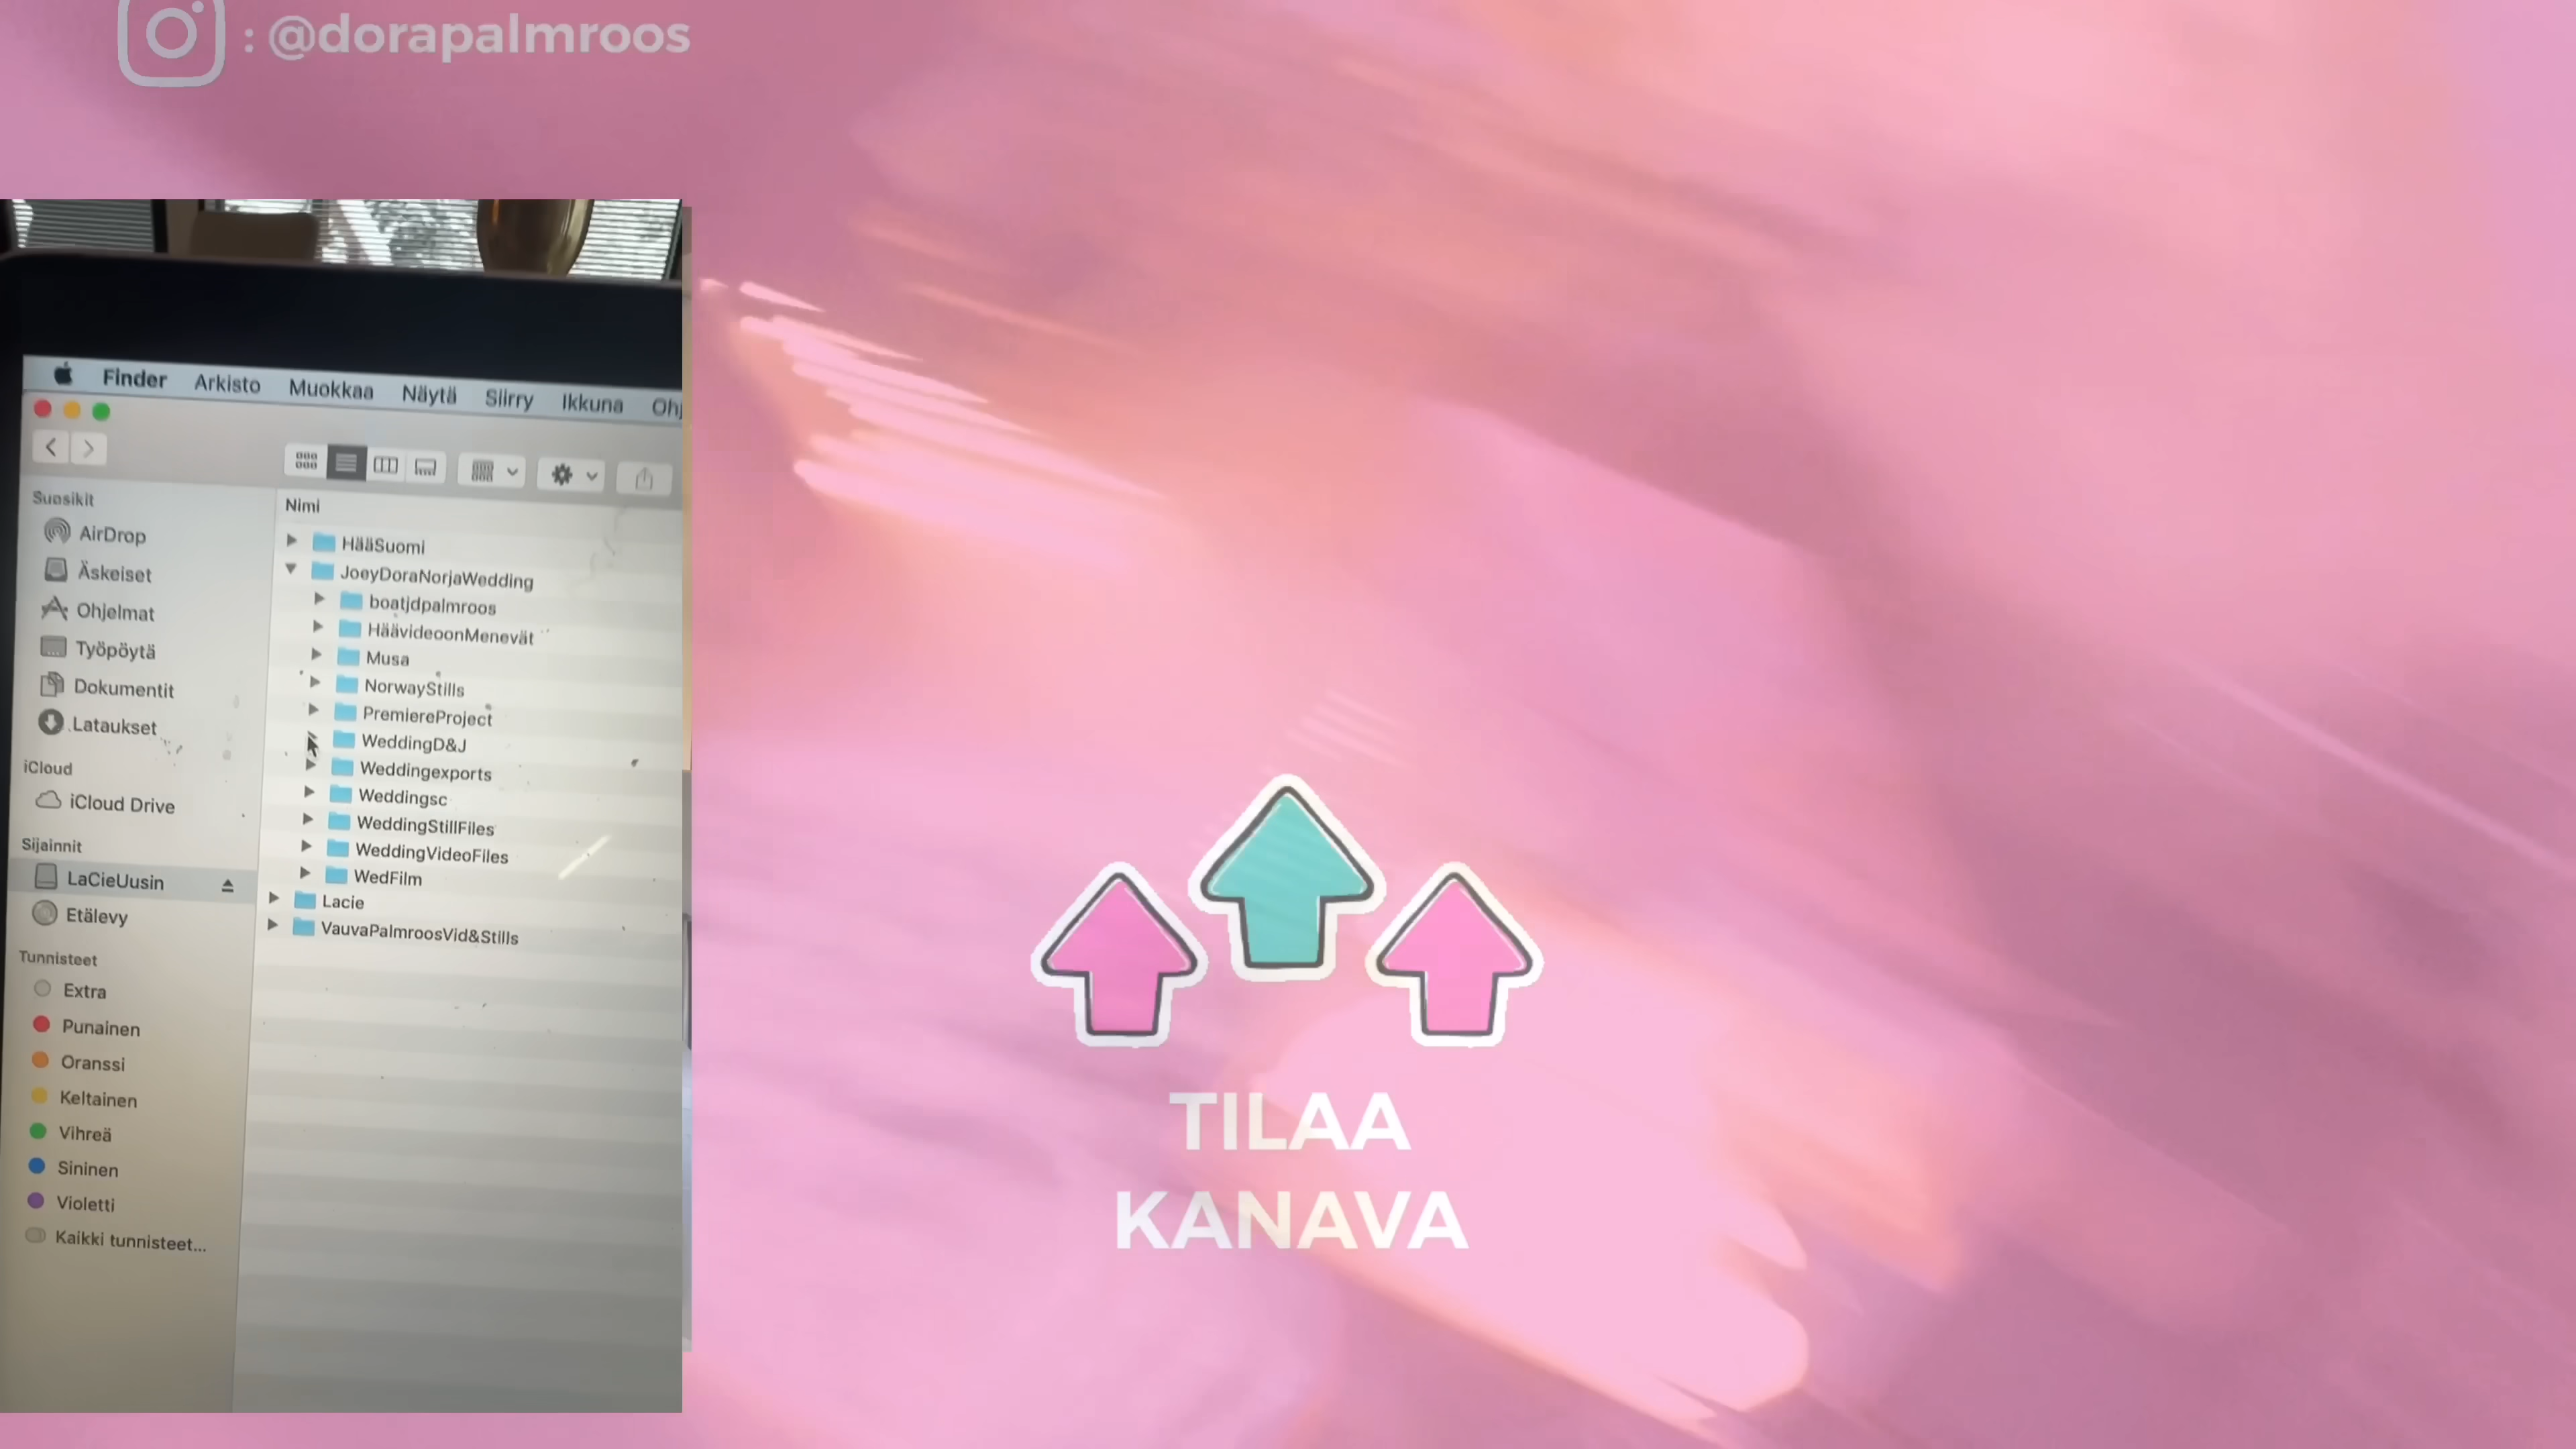 : @dorapalmroos
Finder Arkisto Muokkaa Näytä Siirry Ikkuna Ohj
Suosikit
AirDrop
Äskeiset
Ohjelmat
Työpöytä
Dokumentit
Lataukset
iCloud
iCloud Drive
Sijainnit
LaCieUusin
Etälevy
Tunnisteet
Extra
Punainen
Oranssi
Keltainen
Vihreä
Sininen
Violetti
Kaikki tunnisteet...
Nimi
HääSuomi
JoeyDoraNorjaWedding
boatjdpalmroos
HäävideoonMenevät
Musa
NorwayStills
PremiereProject
WeddingD&J
Weddingexports
Weddingsc
WeddingStillFiles
WeddingVideoFiles
WedFilm
Lacie
VauvaPalmroosVid&Stills
TILAA
KANAVA